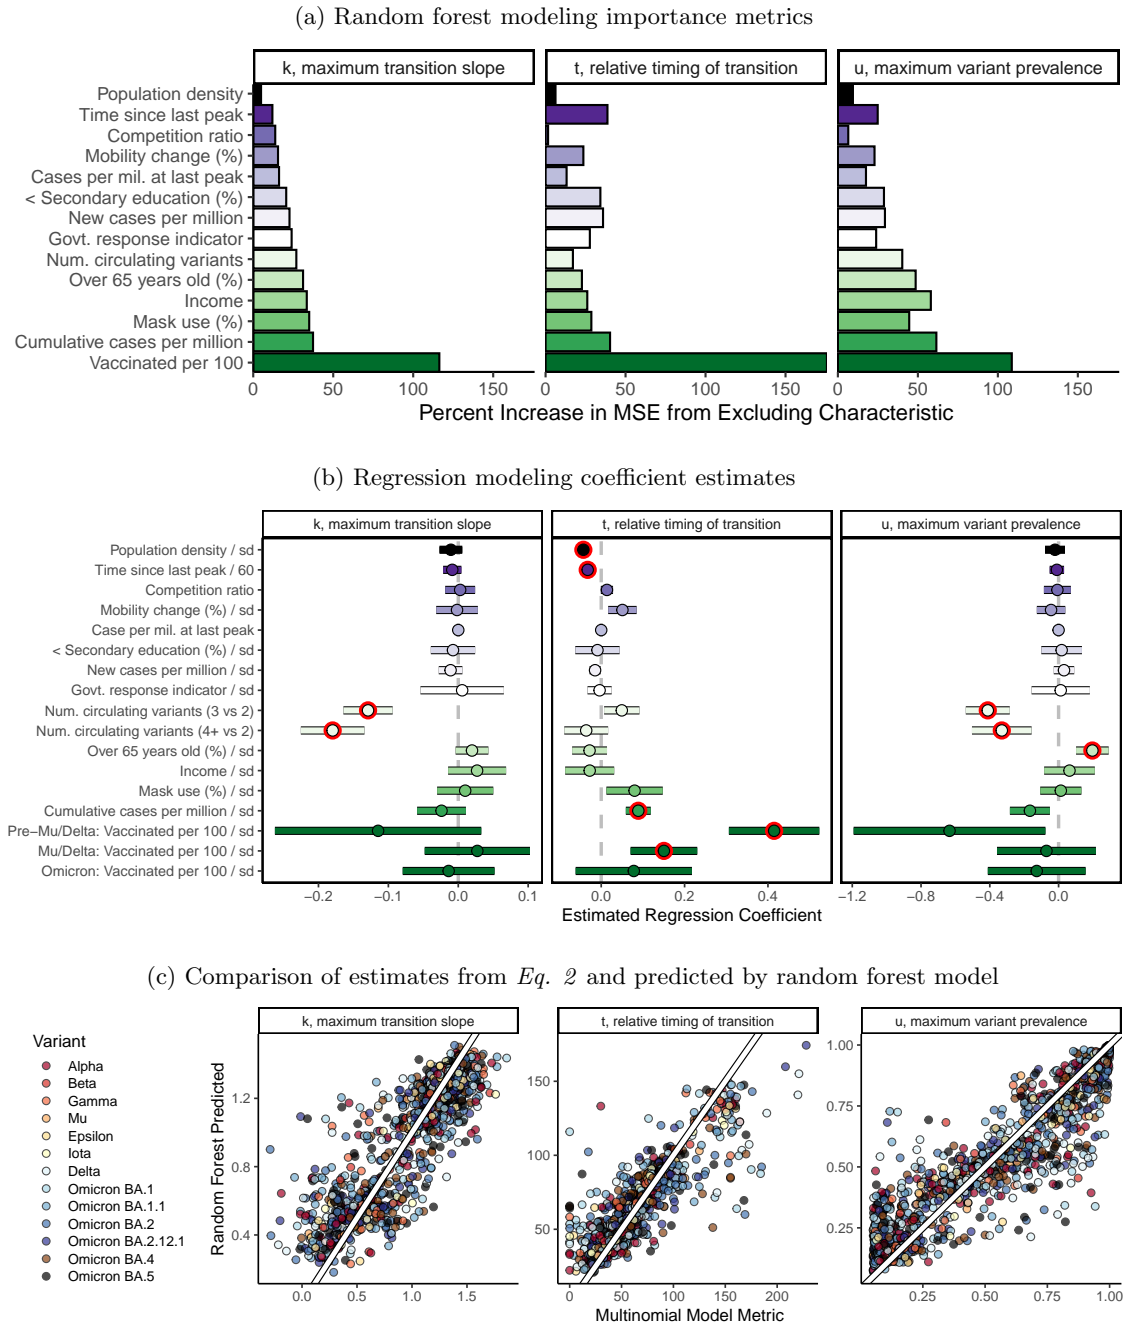 (a) Random forest modeling importance metrics
k, maximum transition slope
t, relative timing of transition
u, maximum variant prevalence
Population density
Time since last peak
Competition ratio
Mobility change (%)
Cases per mil. at last peak
< Secondary education (%)
New cases per million
Govt. response indicator
Num. circulating variants
Over 65 years old (%)
Income
Mask use (%)
Cumulative cases per million
Vaccinated per 100
0 50 100 150 0 50 100 150 0 50 100 150
Percent Increase in MSE from Excluding Characteristic
(b) Regression modeling coefficient estimates
k, maximum transition slope
t, relative timing of transition
u, maximum variant prevalence
Population density / sd
Time since last peak / 60
Competition ratio
Mobility change (%) / sd
Case per mil. at last peak
< Secondary education (%) / sd
New cases per million / sd
Govt. response indicator / sd
Num. circulating variants (3 vs 2)
Num. circulating variants (4+ vs 2)
Over 65 years old (%) / sd
Income / sd
Mask use (%) / sd
Cumulative cases per million / sd
Pre−Mu/Delta: Vaccinated per 100 / sd
Mu/Delta: Vaccinated per 100 / sd
Omicron: Vaccinated per 100 / sd
−0.2 −0.1 0.0 0.1 0.0 0.2 0.4 −1.2 −0.8 −0.4 0.0
Estimated Regression Coefficient
(c) Comparison of estimates from Eq. 2 and predicted by random forest model
k, maximum transition slope
t, relative timing of transition
u, maximum variant prevalence
Variant
Alpha
Beta
Gamma
Mu
Epsilon
Iota
Delta
Omicron BA.1
Omicron BA.1.1
Omicron BA.2
Omicron BA.2.12.1
Omicron BA.4
Omicron BA.5
Random Forest Predicted
1.2
0.8
0.4
150
100
50
1.00
0.75
0.50
0.25
0.0 0.5 1.0 1.5 0 50 100 150 200 0.25 0.50 0.75 1.00
Multinomial Model Metric